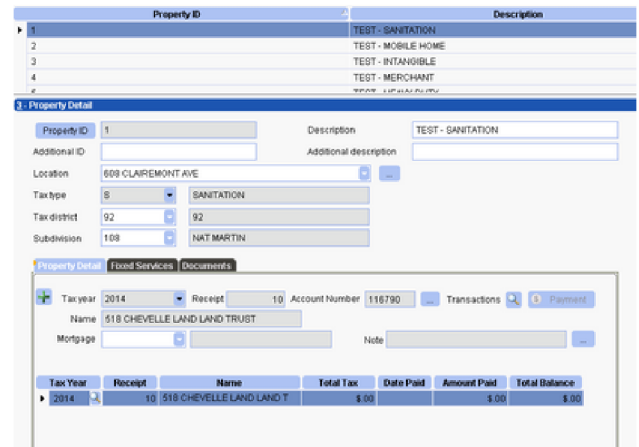 Property ID Description
1 TEST - SANITATION
2 TEST - MOBILE HOME
3 TEST - INTANGIBLE
4 TEST - MERCHANT
3 - Property Detail
Property ID 1 Description TEST - SANITATION
Additional ID Additional description
Location 608 CLAIREMONT AVE ...
Tax type S SANITATION
Tax district 92 92
Subdivision 108 NAT MARTIN
Property Detail Fixed Services Documents
Tax year 2014 Receipt 10 Account Number 116790 ... Transactions Payment
Name 518 CHEVELLE LAND LAND TRUST
Mortgage Note ...
Tax Year Receipt Name Total Tax Date Paid Amount Paid Total Balance
2014 10 518 CHEVELLE LAND LAND T $.00 $.00 $.00